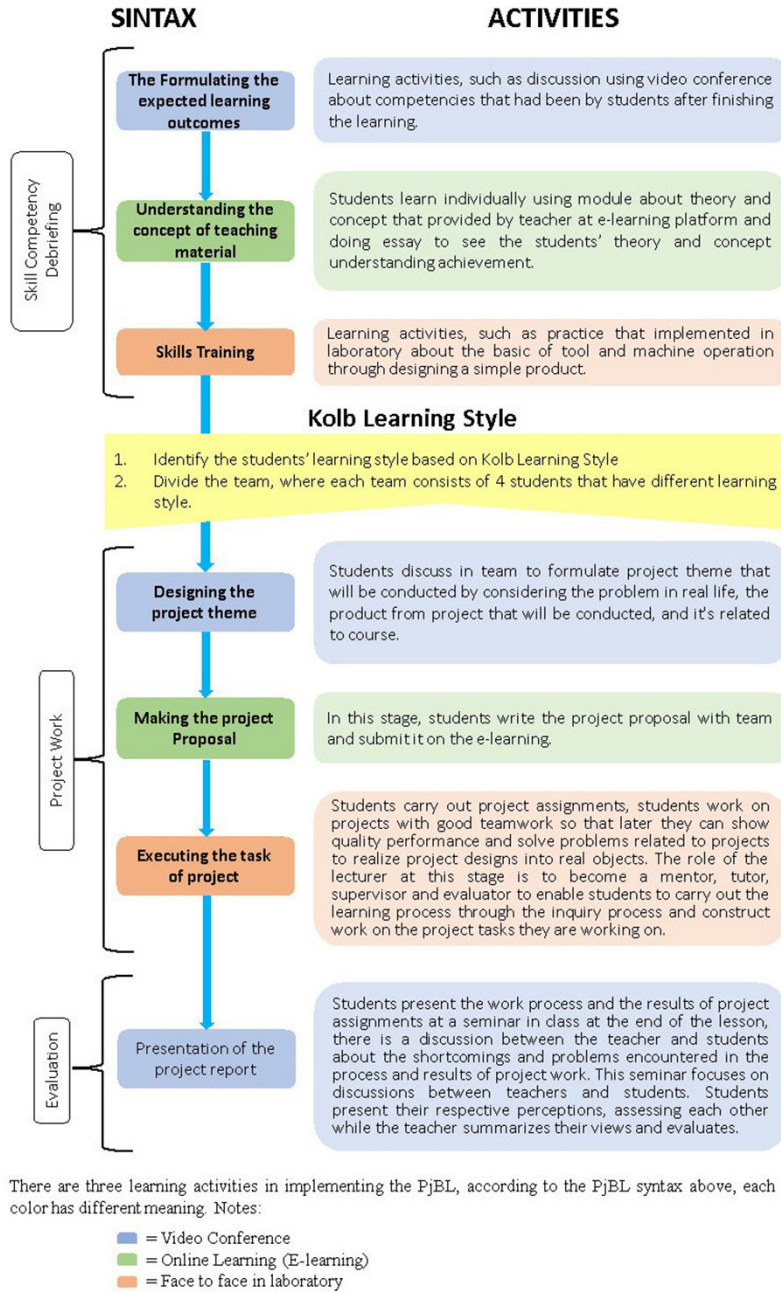 SINTAX
ACTIVITIES
Skill Competency
Debriefing
The Formulating the
expected learning
outcomes
Learning activities, such as discussion using video conference
about competencies that had been by students after finishing
the learning.
Understanding the
concept of teaching
material
Students learn individually using module about theory and
concept that provided by teacher at e-learning platform and
doing essay to see the students’ theory and concept
understanding achievement.
Skills Training
Learning activities, such as practice that implemented in
laboratory about the basic of tool and machine operation
through designing a simple product.
Kolb Learning Style
1. Identify the students’ learning style based on Kolb Learning Style
2. Divide the team, where each team consists of 4 students that have different learning
style.
Project Work
Designing the
project theme
Students discuss in team to formulate project theme that
will be conducted by considering the problem in real life, the
product from project that will be conducted, and it's related
to course.
Making the project
Proposal
In this stage, students write the project proposal with team
and submit it on the e-learning.
Executing the task
of project
Students carry out project assignments, students work on
projects with good teamwork so that later they can show
quality performance and solve problems related to projects
to realize project designs into real objects. The role of the
lecturer at this stage is to become a mentor, tutor,
supervisor and evaluator to enable students to carry out the
learning process through the inquiry process and construct
work on the project tasks they are working on.
Evaluation
Presentation of the
project report
Students present the work process and the results of project
assignments at a seminar in class at the end of the lesson,
there is a discussion between the teacher and students
about the shortcomings and problems encountered in the
process and results of project work. This seminar focuses on
discussions between teachers and students. Students
present their respective perceptions, assessing each other
while the teacher summarizes their views and evaluates.
There are three learning activities in implementing the PjBL, according to the PjBL syntax above, each
color has different meaning. Notes:
= Video Conference
= Online Learning (E-learning)
= Face to face in laboratory